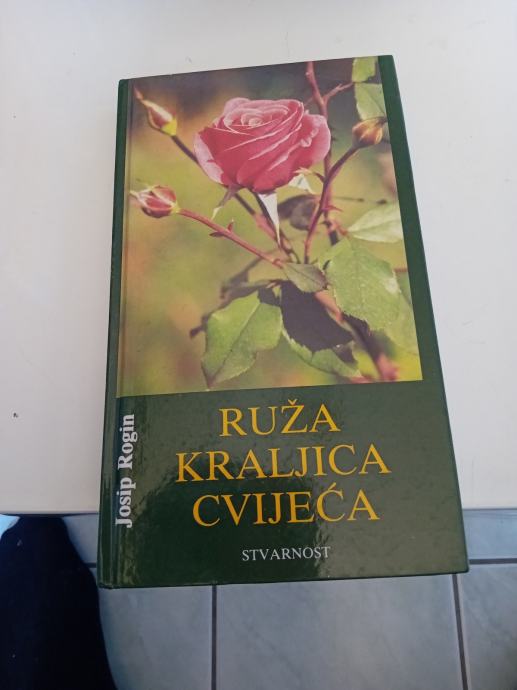 Josip Rogin
RUŽA
KRALJICA
CVIJEĆA
STVARNOST